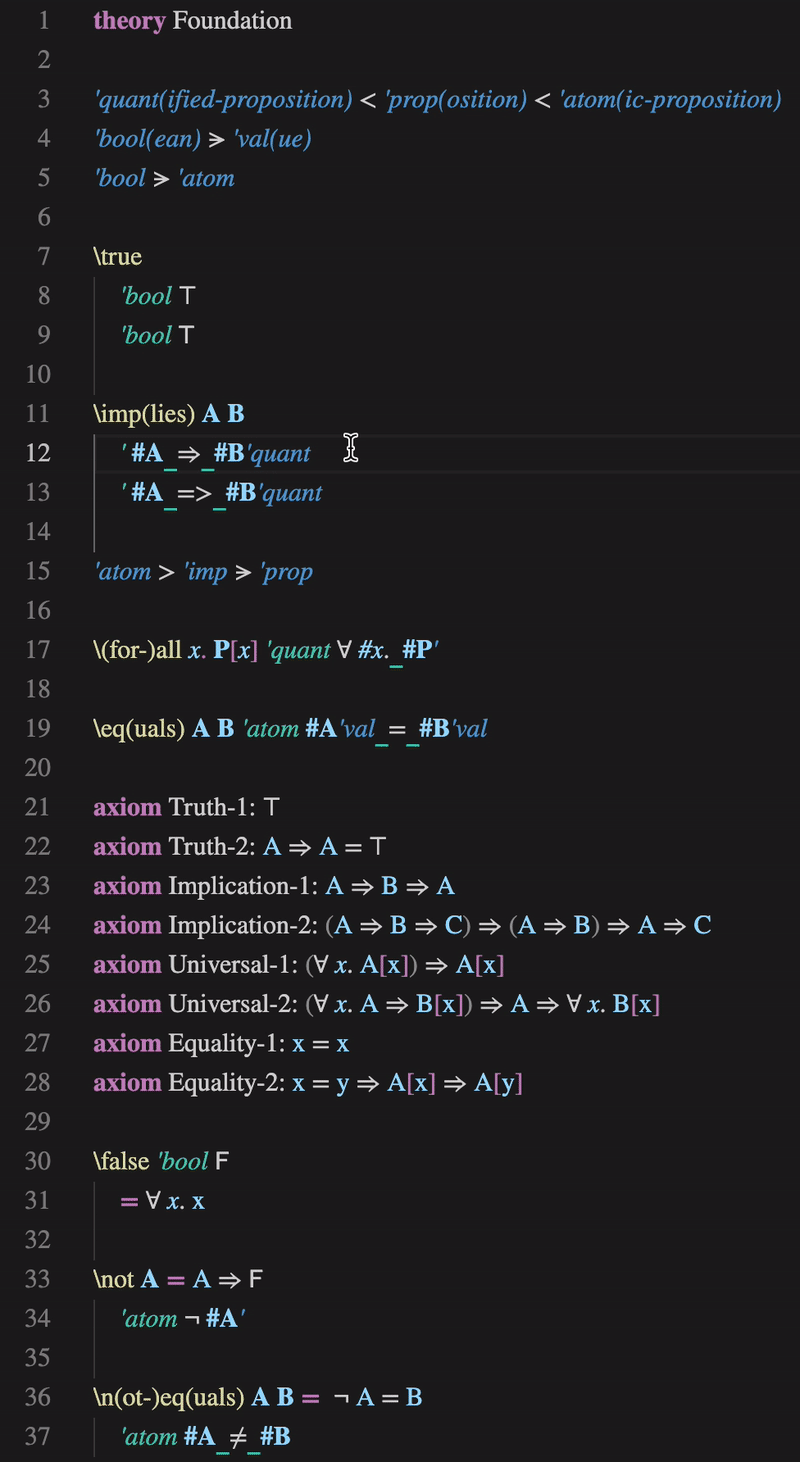 1 theory Foundation
2
3 'quant(ified-proposition) < 'prop(osition) < 'atom(ic-proposition)
4 'bool(ean) ⪖ 'val(ue)
5 'bool ⪖ 'atom
6
7 \true
8 'bool ⊤
9 'bool T
10
11 \imp(lies) A B
12 ' #A_⇒_#B'quant
13 ' #A_=>_#B'quant
14
15 'atom > 'imp ⪖ 'prop
16
17 \(for-)all x. P[x] 'quant ∀ #x._#P'
18
19 \eq(uals) A B 'atom #A'val_=_#B'val
20
21 axiom Truth-1: ⊤
22 axiom Truth-2: A ⇒ A = ⊤
23 axiom Implication-1: A ⇒ B ⇒ A
24 axiom Implication-2: (A ⇒ B ⇒ C) ⇒ (A ⇒ B) ⇒ A ⇒ C
25 axiom Universal-1: (∀ x. A[x]) ⇒ A[x]
26 axiom Universal-2: (∀ x. A ⇒ B[x]) ⇒ A ⇒ ∀ x. B[x]
27 axiom Equality-1: x = x
28 axiom Equality-2: x = y ⇒ A[x] ⇒ A[y]
29
30 \false 'bool F
31 = ∀ x. x
32
33 \not A = A ⇒ F
34 'atom ¬ #A'
35
36 \n(ot-)eq(uals) A B = ¬ A = B
37 'atom #A_≠_#B